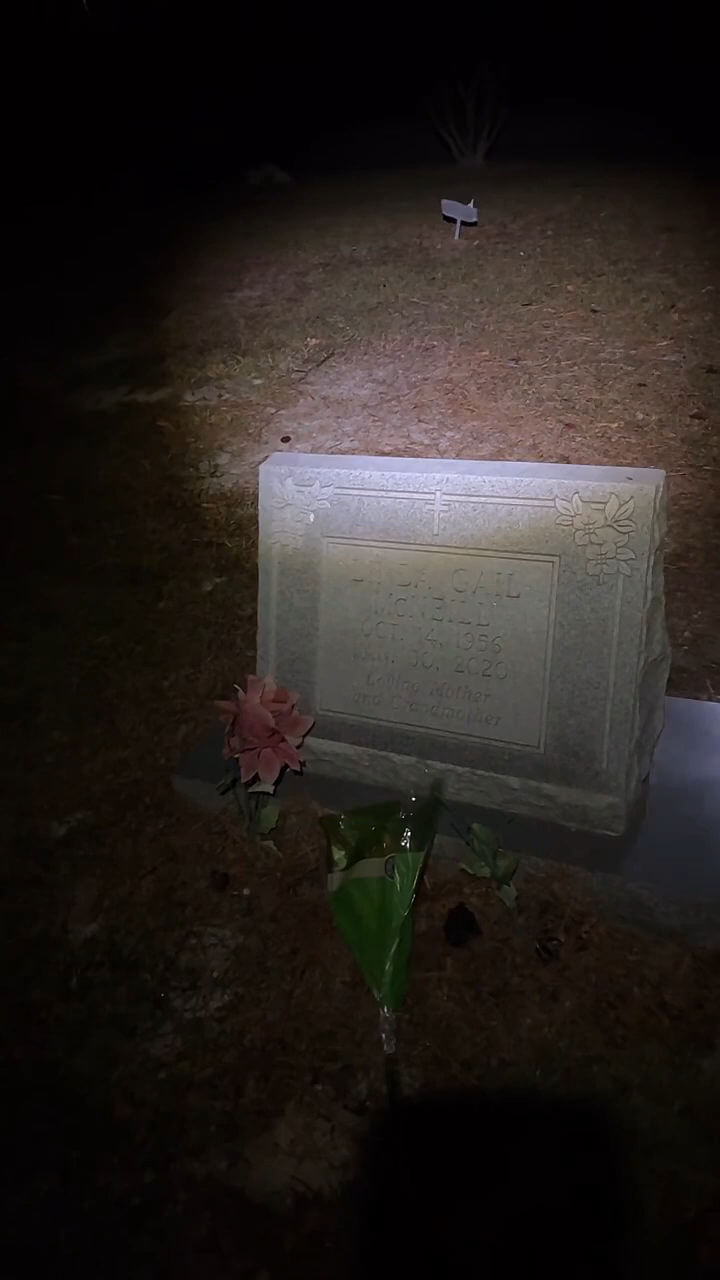 GAIL
MCNEILL
OCT. 14, 1956
30, 2020
Loving Mother
and Grandmother